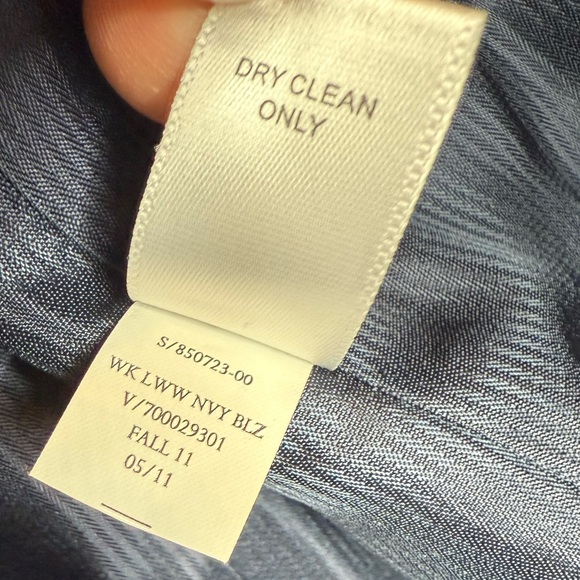 DRY CLEAN
ONLY
S/850723-00
WK LWW NVY BLZ
V/700029301
FALL 11
05/11